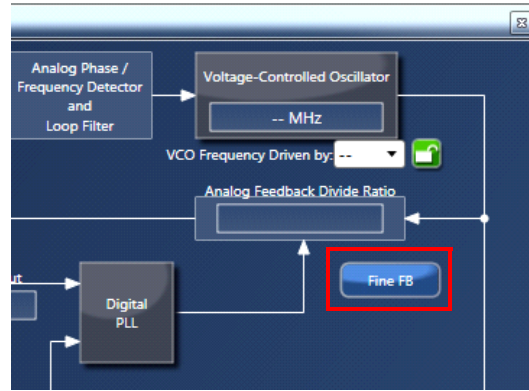 Analog Phase /
Frequency Detector
and
Loop Filter
Voltage-Controlled Oscillator
-- MHz
VCO Frequency Driven by: --
Analog Feedback Divide Ratio
Fine FB
ut
Digital
PLL